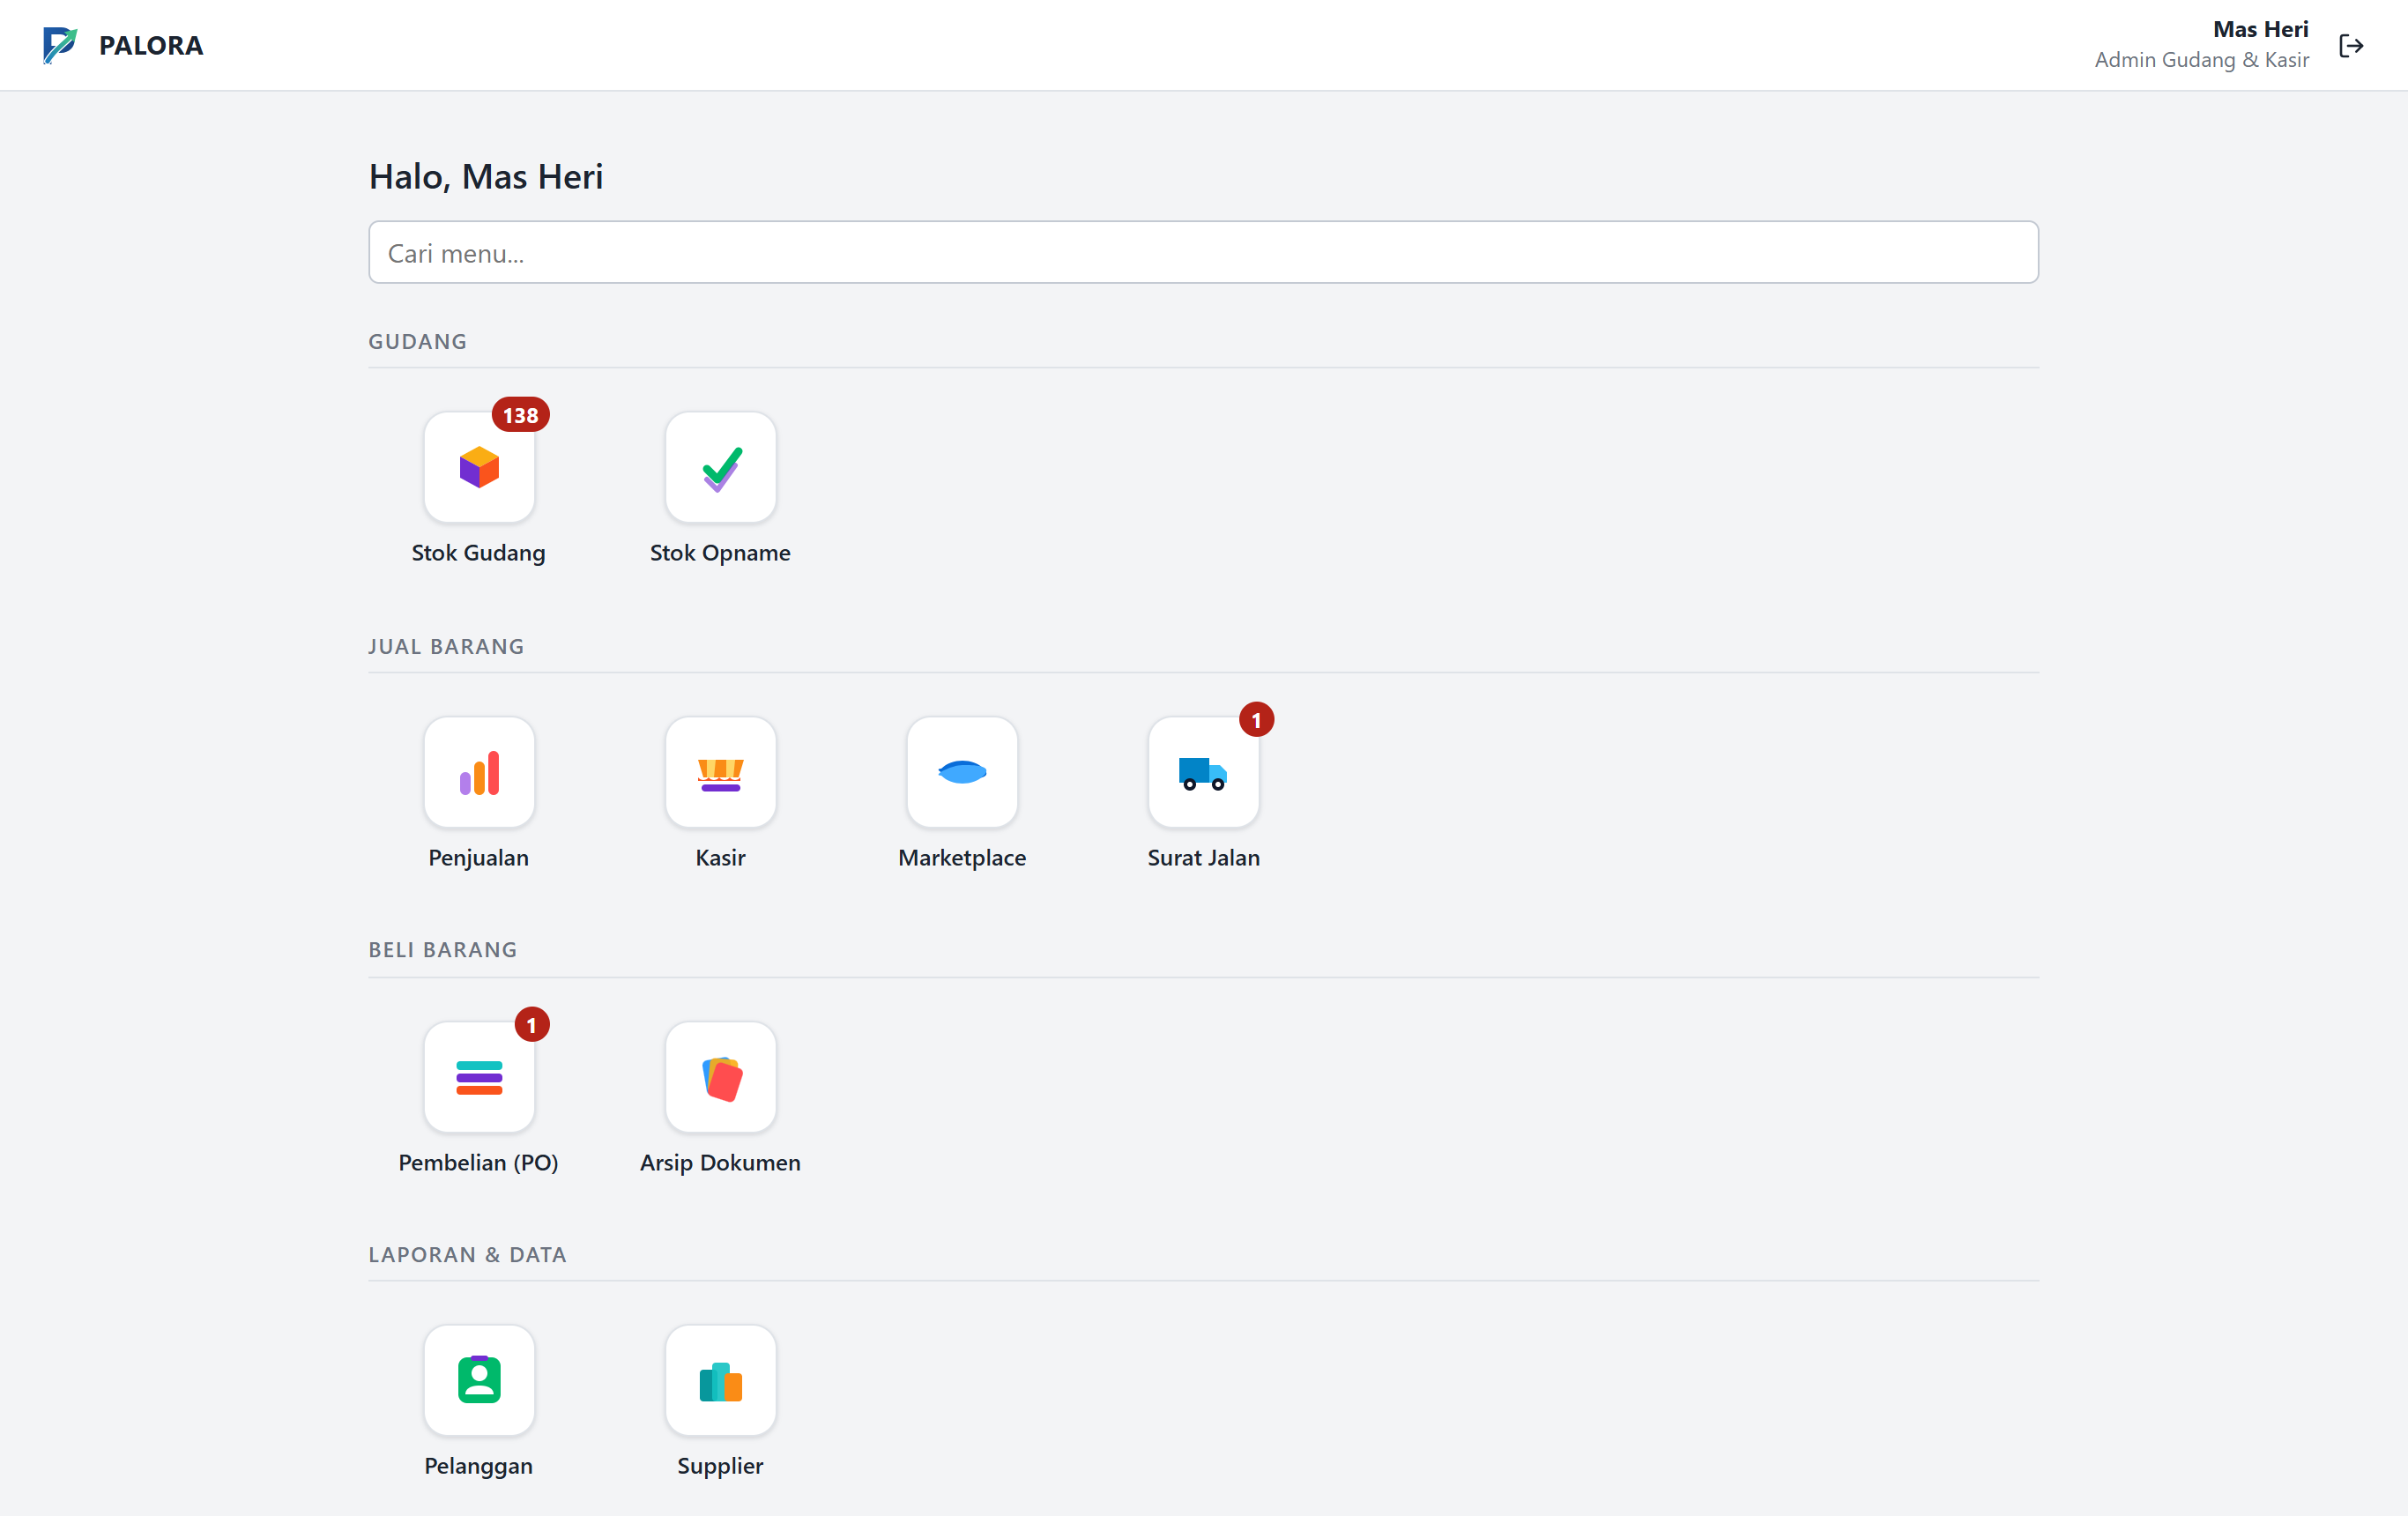 PALORA
Mas Heri
Admin Gudang & Kasir
Halo, Mas Heri
Cari menu...
GUDANG
138
Stok Gudang
Stok Opname
JUAL BARANG
1
Penjualan
Kasir
Marketplace
Surat Jalan
BELI BARANG
1
Pembelian (PO)
Arsip Dokumen
LAPORAN & DATA
Pelanggan
Supplier